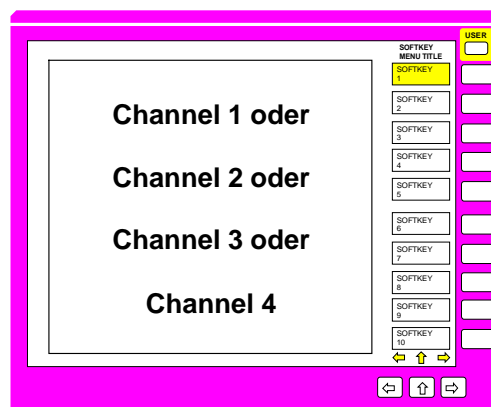 USER
SOFTKEY
MENU TITLE
SOFTKEY
1
SOFTKEY
2
SOFTKEY
3
SOFTKEY
4
SOFTKEY
5
SOFTKEY
6
SOFTKEY
7
SOFTKEY
8
SOFTKEY
9
SOFTKEY
10
Channel 1 oder
Channel 2 oder
Channel 3 oder
Channel 4